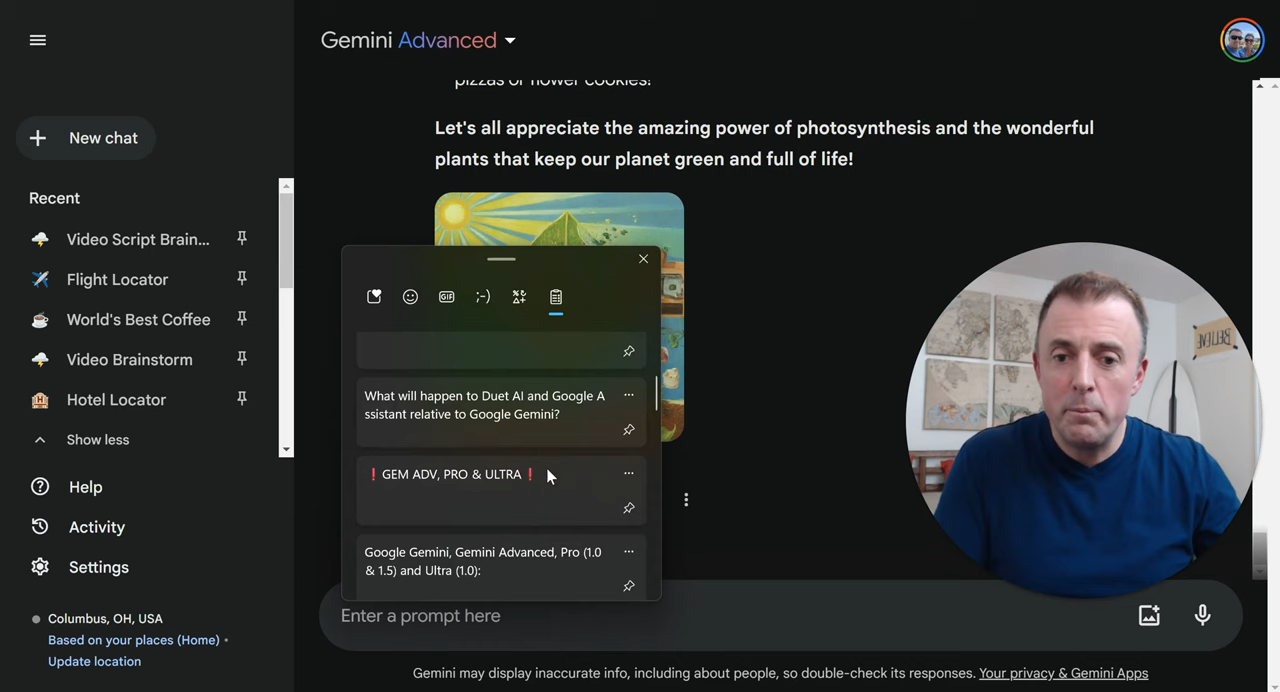 Gemini Advanced
New chat
Recent
Video Script Brain...
Flight Locator
World's Best Coffee
Video Brainstorm
Hotel Locator
Show less
Help
Activity
Settings
Columbus, OH, USA
Based on your places (Home) •
Update location
pizzas or flower cookies!
Let's all appreciate the amazing power of photosynthesis and the wonderful
plants that keep our planet green and full of life!
GIF
;-)
What will happen to Duet AI and Google A
ssistant relative to Google Gemini?
❗GEM ADV, PRO & ULTRA❗
Google Gemini, Gemini Advanced, Pro (1.0
& 1.5) and Ultra (1.0):
Enter a prompt here
Gemini may display inaccurate info, including about people, so double-check its responses. Your privacy & Gemini Apps
BELIEVE